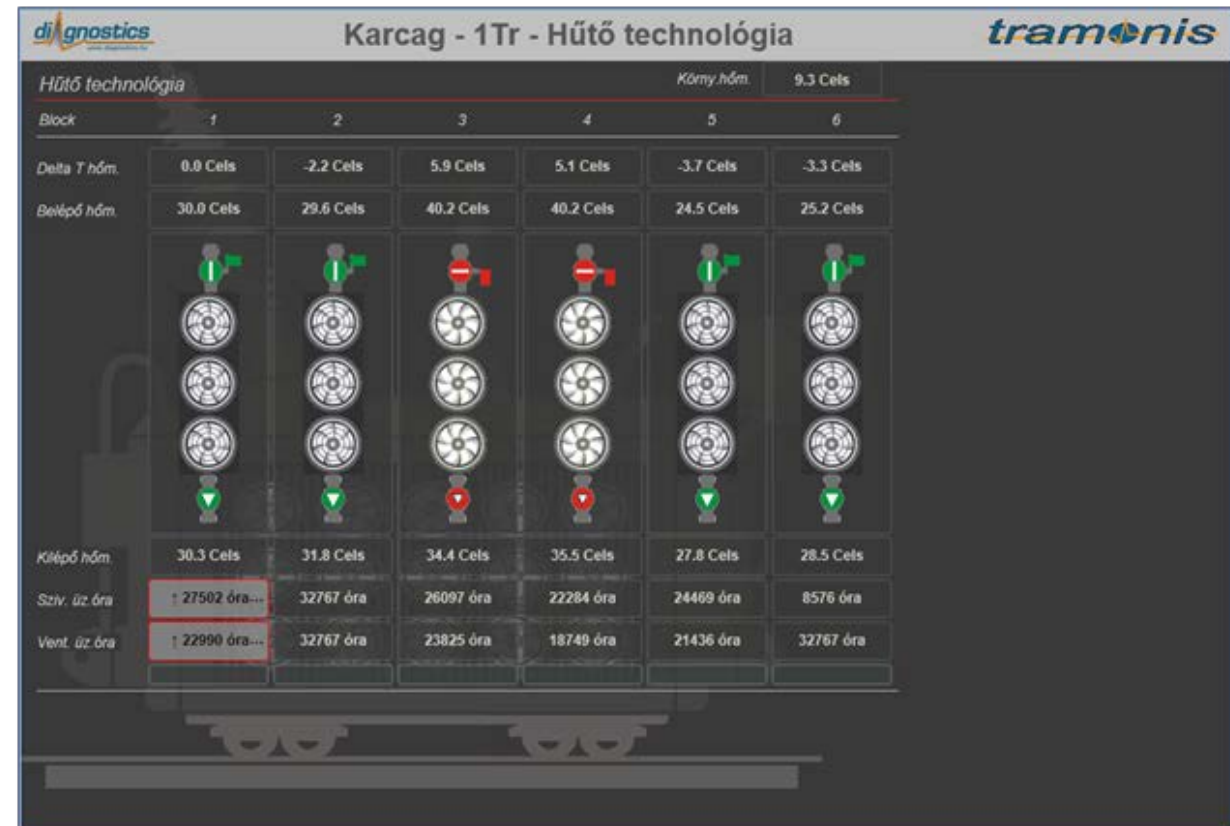 diagnostics Karcag - 1Tr - Hűtő technológia tramonis
Hűtő technológia Körny.hőm. 9.3 Cels
Block 1 2 3 4 5 6
Delta T hőm. 0.0 Cels -2.2 Cels 5.9 Cels 5.1 Cels -3.7 Cels -3.3 Cels
Belépő hőm. 30.0 Cels 29.6 Cels 40.2 Cels 40.2 Cels 24.5 Cels 25.2 Cels
Kilépő hőm. 30.3 Cels 31.8 Cels 34.4 Cels 35.5 Cels 27.8 Cels 28.5 Cels
Sziv. üz.óra ↑ 27502 óra... 32767 óra 26097 óra 22284 óra 24469 óra 8576 óra
Vent. üz.óra ↑ 22990 óra... 32767 óra 23825 óra 18749 óra 21436 óra 32767 óra